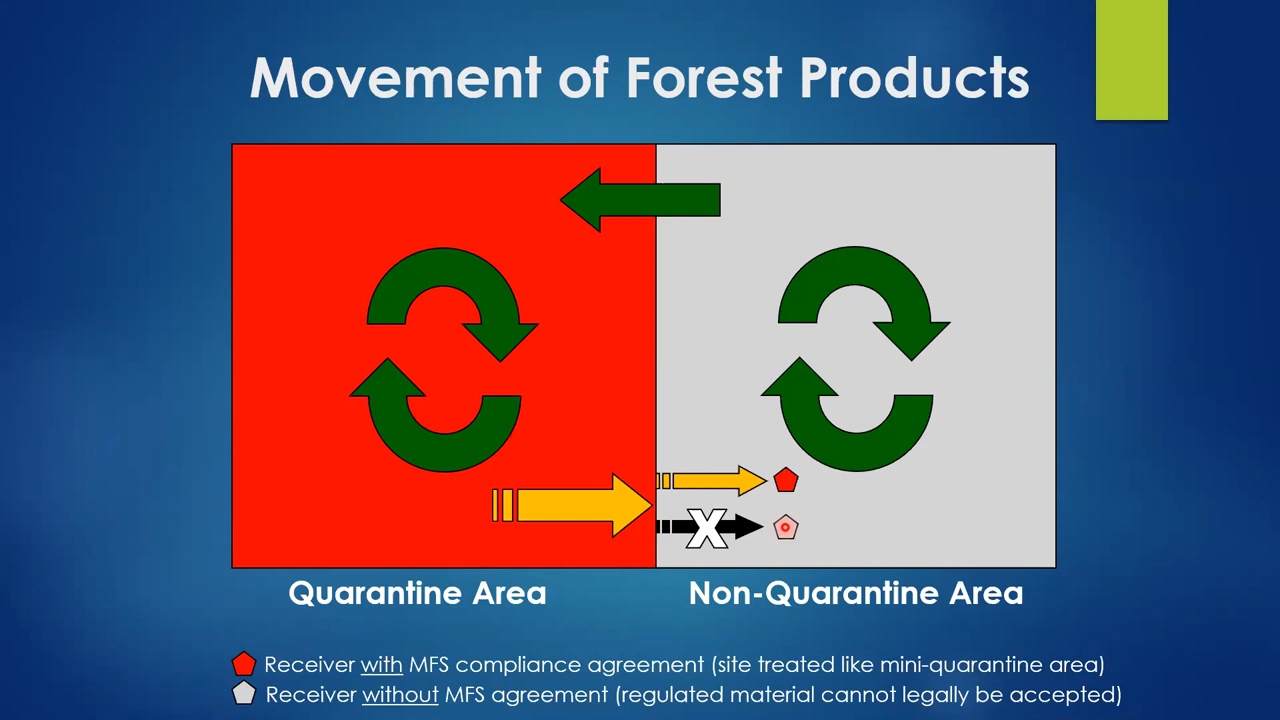 Movement of Forest Products
X
Quarantine Area
Non-Quarantine Area
Receiver with MFS compliance agreement (site treated like mini-quarantine area)
Receiver without MFS agreement (regulated material cannot legally be accepted)